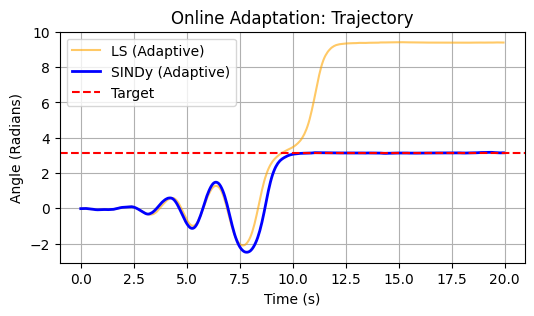 Online Adaptation: Trajectory
LS (Adaptive)
SINDy (Adaptive)
Target
Angle (Radians)
10
8
6
4
2
0
−2
0.0 2.5 5.0 7.5 10.0 12.5 15.0 17.5 20.0
Time (s)